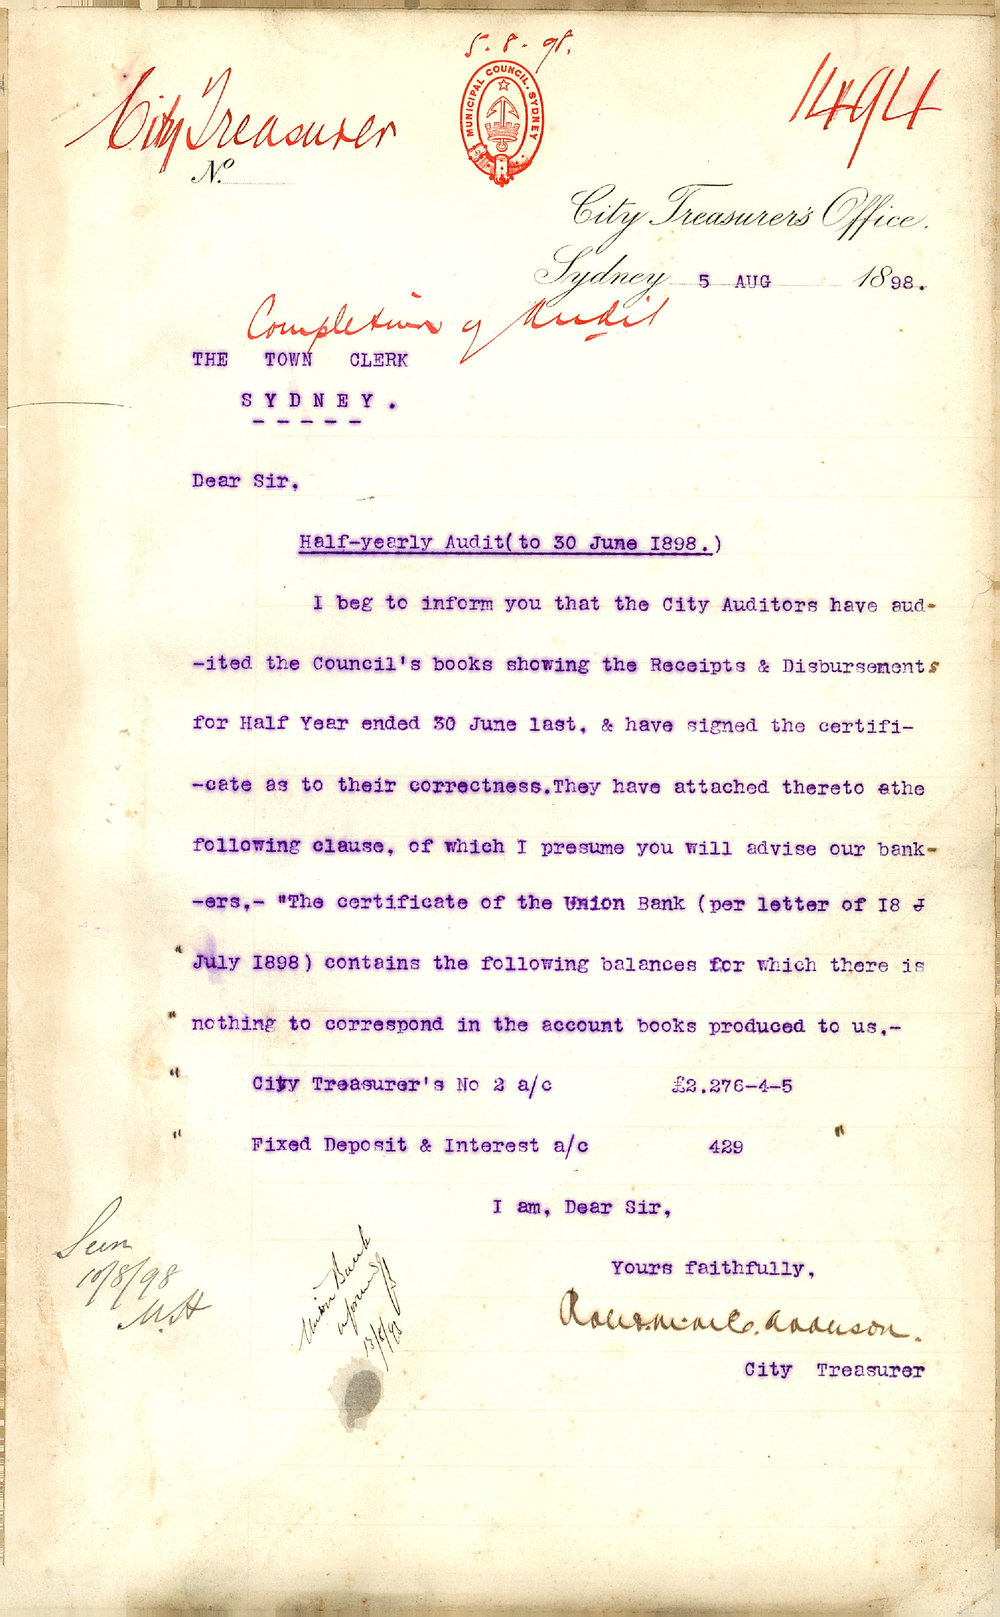 5.8.98.
City Treasurer
1494
MUNICIPAL COUNCIL. SYDNEY
No.
City Treasurer's Office.
Sydney 5 AUG 1898.
Completion of Audit
THE TOWN CLERK
SYDNEY.
-----
Dear Sir,
Half-yearly Audit(to 30 June 1898.)
I beg to inform you that the City Auditors have aud-
-ited the Council's books showing the Receipts & Disbursements
for Half Year ended 30 June last, & have signed the certifi-
-cate as to their correctness.They have attached thereto athe
following clause, of which I presume you will advise our bank-
-ers,- "The certificate of the Union Bank (per letter of 18 J
" July 1898) contains the following balances for which there is
" nothing to correspond in the account books produced to us,-
" City Treasurer's No 2 a/c £2.276-4-5
" Fixed Deposit & Interest a/c 429 "
I am, Dear Sir,
Yours faithfully,
City Treasurer
Seen
10/8/98
Union Bank
informed